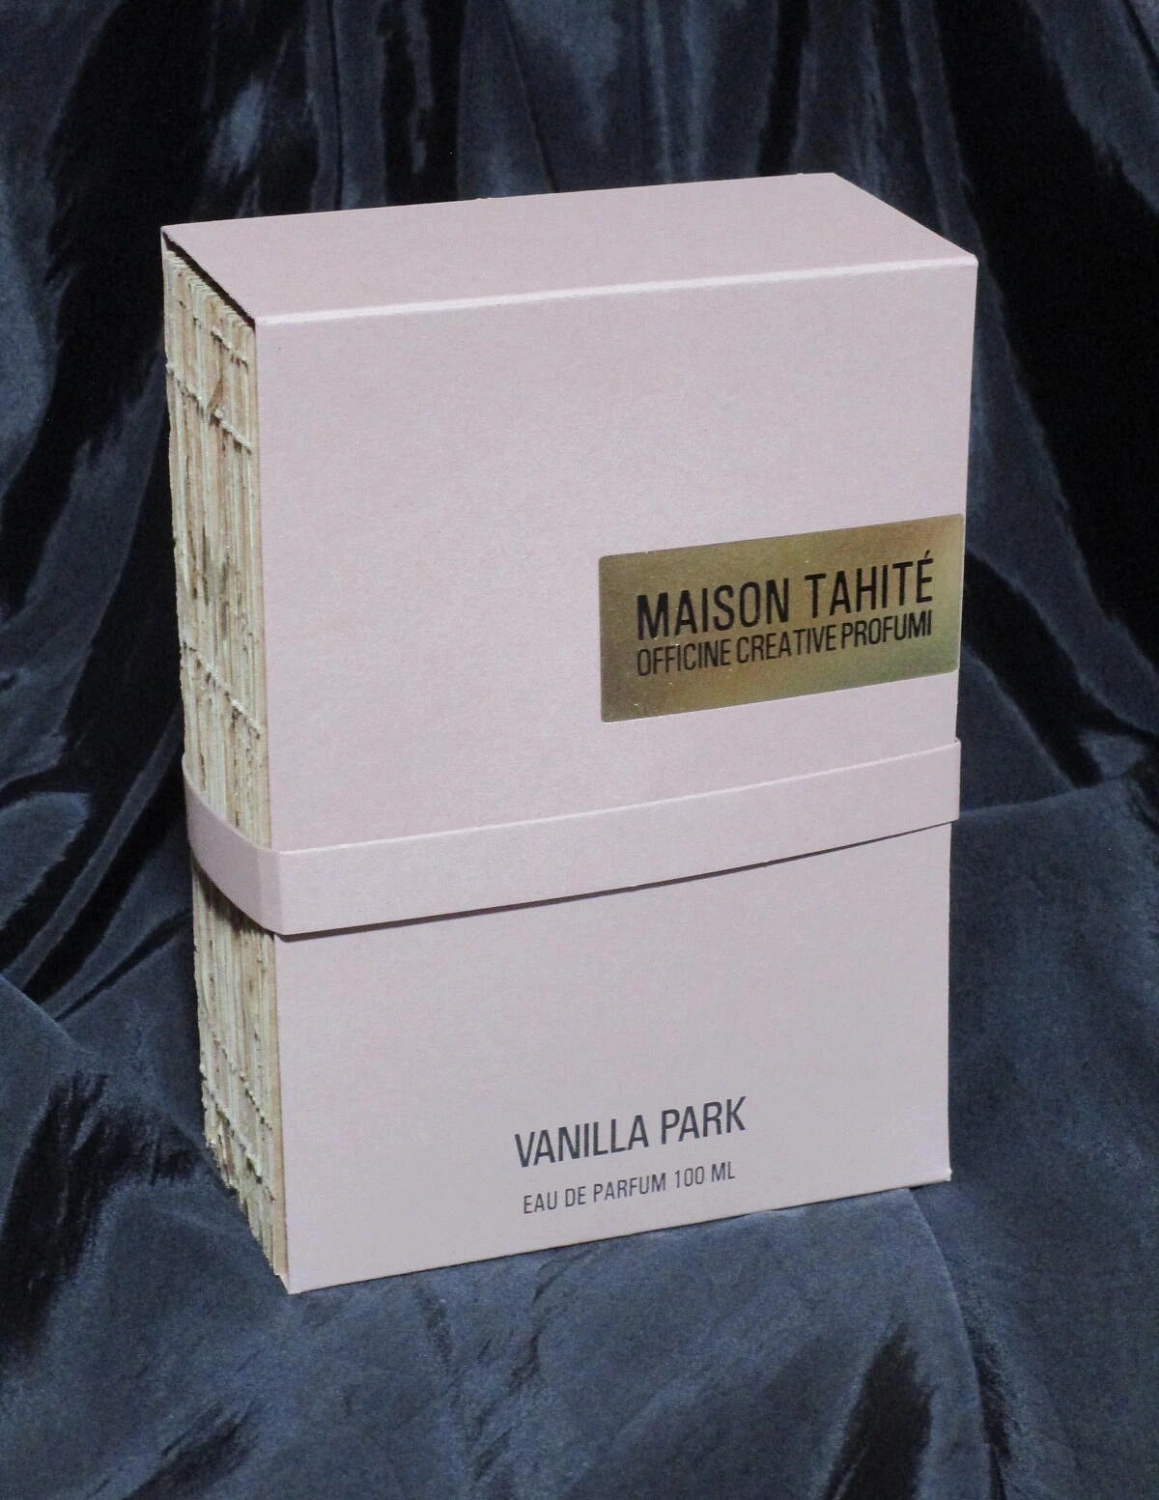 MAISON TAHITÉ
OFFICINE CREATIVE PROFUMI
VANILLA PARK
EAU DE PARFUM 100 ML